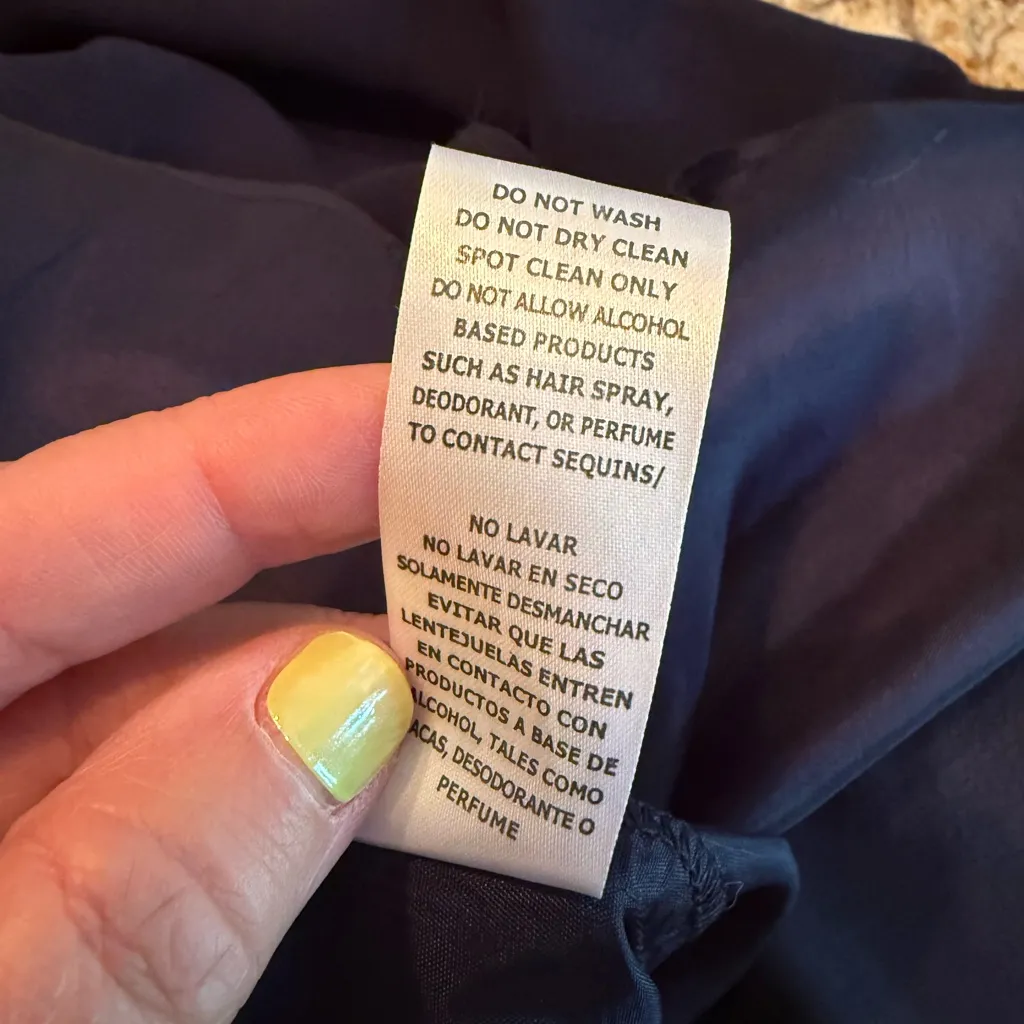 DO NOT WASH
DO NOT DRY CLEAN
SPOT CLEAN ONLY
DO NOT ALLOW ALCOHOL
BASED PRODUCTS
SUCH AS HAIR SPRAY,
DEODORANT, OR PERFUME
TO CONTACT SEQUINS/
NO LAVAR
NO LAVAR EN SECO
SOLAMENTE DESMANCHAR
EVITAR QUE LAS
LENTEJUELAS ENTREN
EN CONTACTO CON
PRODUCTOS A BASE DE
ALCOHOL, TALES COMO
ACAS, DESODORANTE O
PERFUME